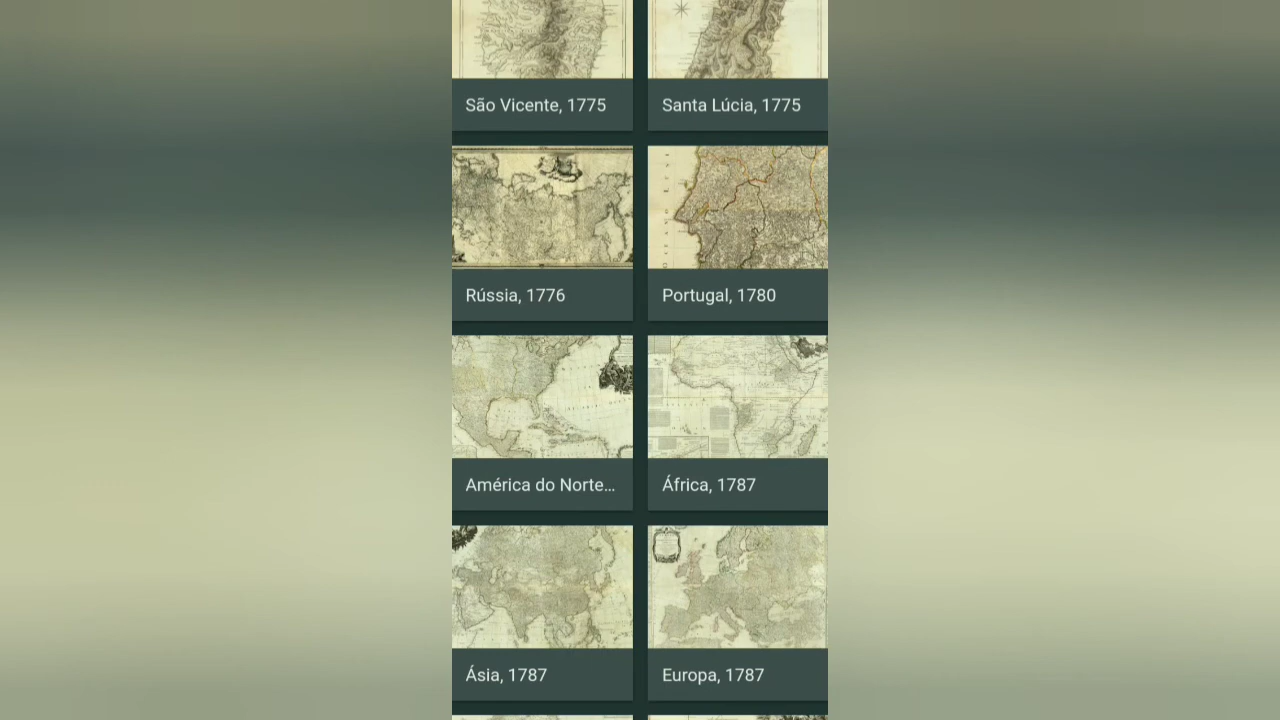 São Vicente, 1775
Santa Lúcia, 1775
Rússia, 1776
Portugal, 1780
América do Norte...
África, 1787
Ásia, 1787
Europa, 1787